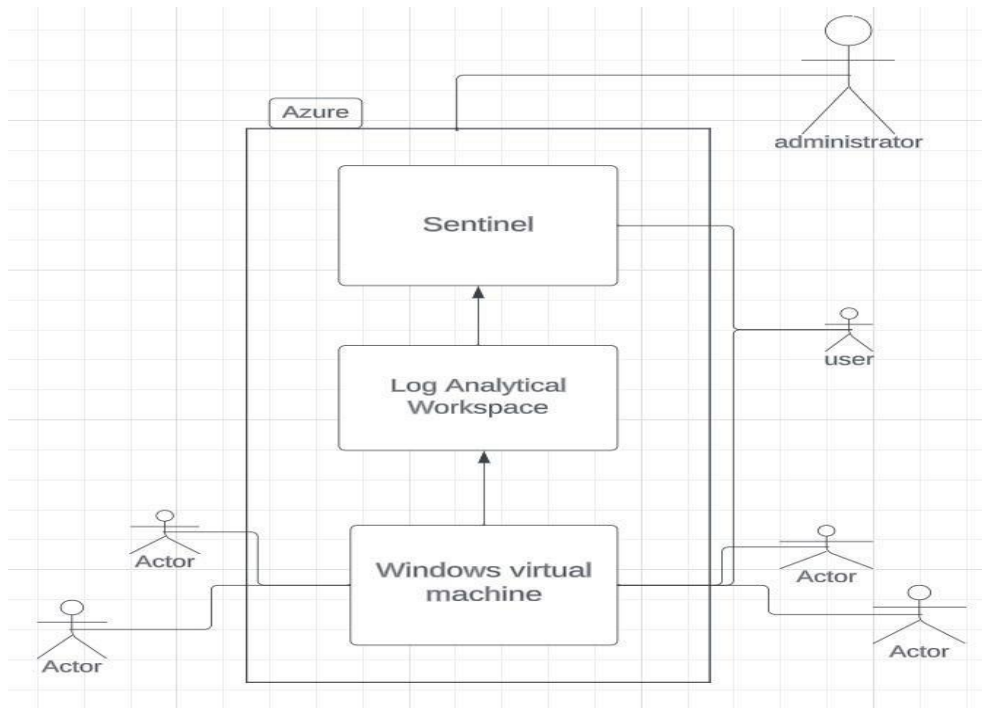 Azure
administrator
Sentinel
user
Log Analytical
Workspace
Actor
Windows virtual
machine
Actor
Actor
Actor